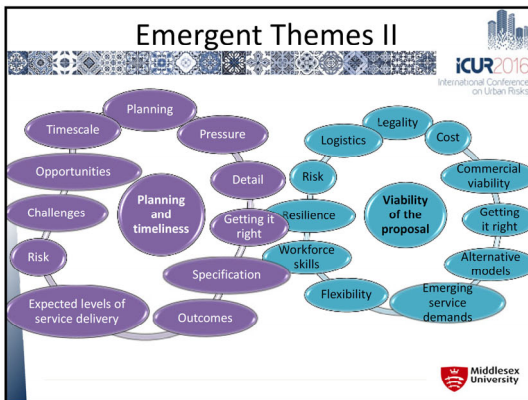 Emergent Themes II
iCUR2016
International Conference
on Urban Risks
Planning
and
timeliness
Planning
Pressure
Detail
Getting it
right
Specification
Outcomes
Expected levels of
service delivery
Risk
Challenges
Opportunities
Timescale
Viability
of the
proposal
Legality
Cost
Commercial
viability
Getting
it right
Alternative
models
Emerging
service
demands
Flexibility
Workforce
skills
Resilience
Risk
Logistics
Middlesex
University